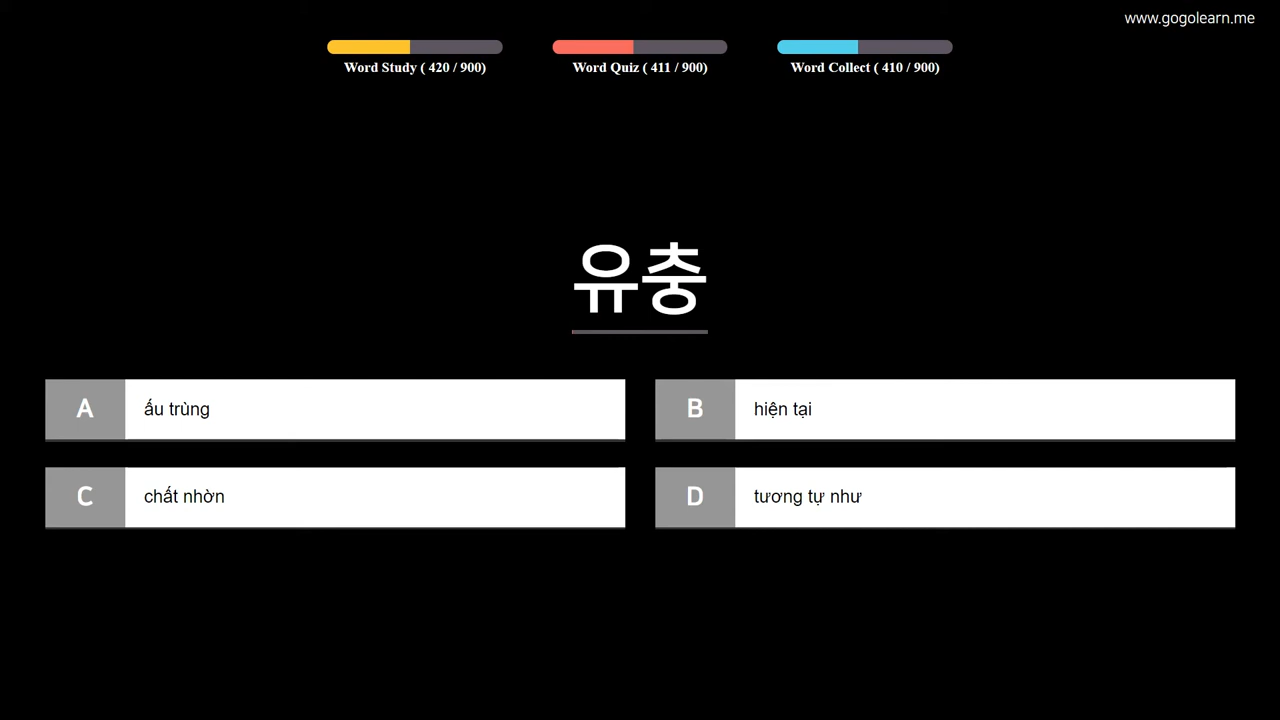 www.gogolearn.me
Word Study ( 420 / 900)
Word Quiz ( 411 / 900)
Word Collect ( 410 / 900)
유충
A ấu trùng
B hiện tại
C chất nhờn
D tương tự như